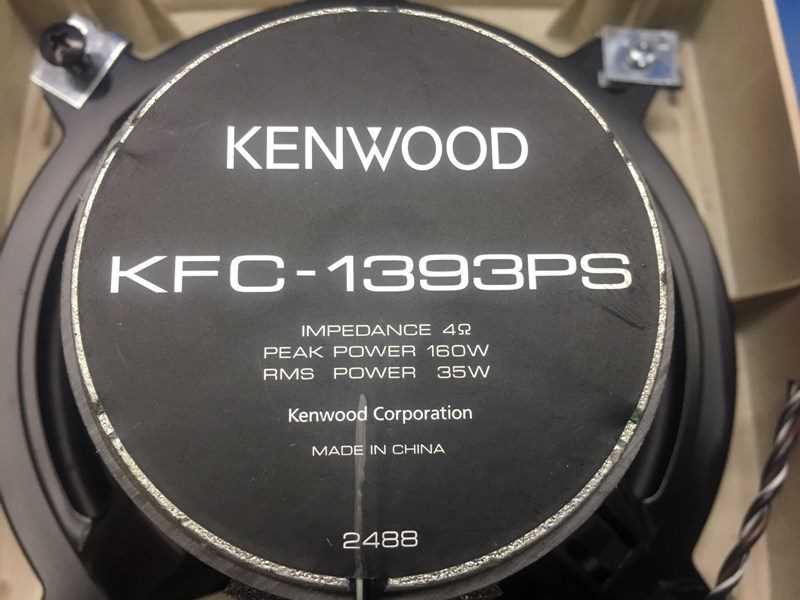 KENWOOD
KFC-1393PS
IMPEDANCE 4Ω
PEAK POWER 160W
RMS POWER 35W
Kenwood Corporation
MADE IN CHINA
2488